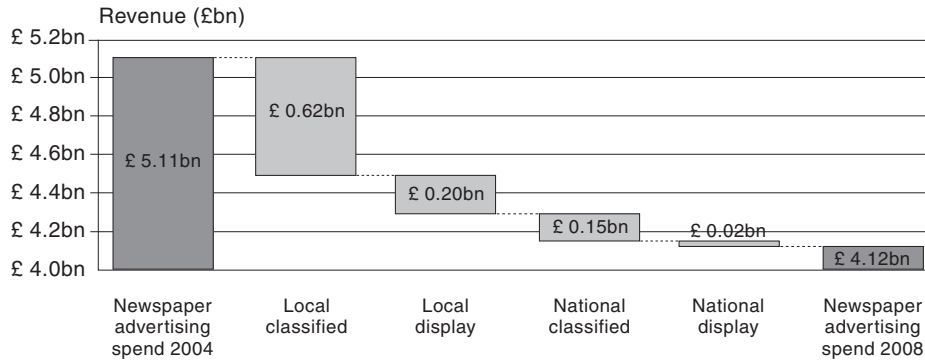 Revenue (£bn)
£ 5.2bn
£ 5.0bn
£ 4.8bn
£ 4.6bn
£ 4.4bn
£ 4.2bn
£ 4.0bn
£ 5.11bn
£ 0.62bn
£ 0.20bn
£ 0.15bn
£ 0.02bn
£ 4.12bn
Newspaper
advertising
spend 2004
Local
classified
Local
display
National
classified
National
display
Newspaper
advertising
spend 2008